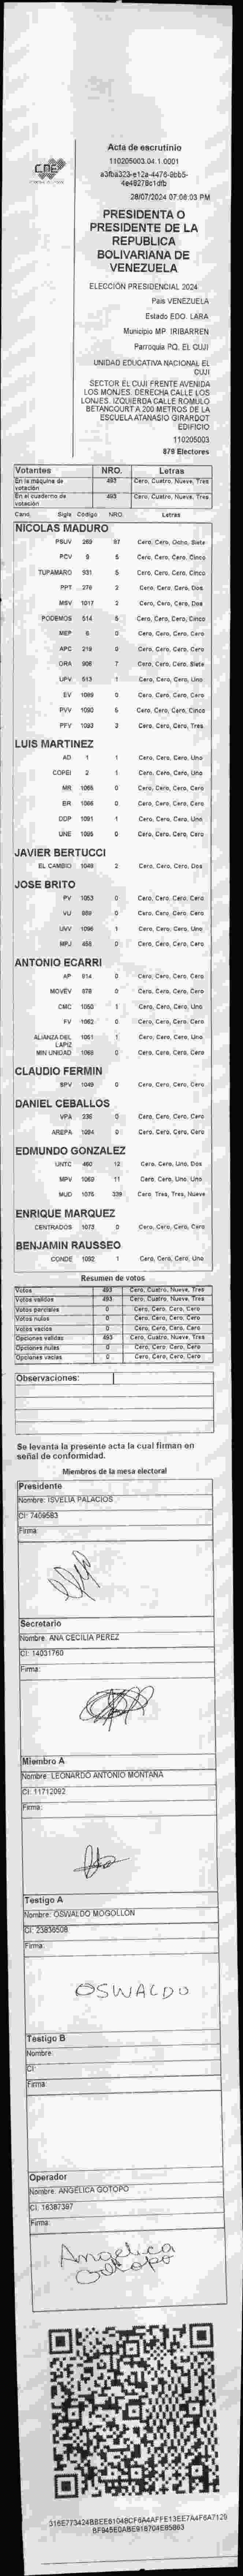 CNE
Acta de escrutinio
110205003.04.1.0001
28/07/2024 07:08:03 PM
PRESIDENTA O
PRESIDENTE DE LA
REPUBLICA
BOLIVARIANA DE
VENEZUELA
ELECCIÓN PRESIDENCIAL 2024
Pais VENEZUELA
Estado EDO. LARA
Municipio MP. IRIBARREN
Parroquia PQ. EL CUJI
UNIDAD EDUCATIVA NACIONAL EL
CUJI
SECTOR EL CUJI FRENTE AVENIDA
LOS MONJES. DERECHA CALLE LOS
LONJES. IZQUIERDA CALLE ROMULO
BETANCOURT A 200 METROS DE LA
ESCUELA ATANASIO GIRARDOT
EDIFICIO
110205003
879 Electores
Votantes NRO. Letras
En la maquina de votación 493 Cero, Cuatro, Nueve, Tres
En el cuaderno de votación 493 Cero, Cuatro, Nueve, Tres
Cand. Sigla Código NRO. Letras
NICOLAS MADURO
PSUV 269 87 Cero, Cero, Ocho, Siete
PCV 9 5 Cero, Cero, Cero, Cinco
TUPAMARO 931 5 Cero, Cero, Cero, Cinco
PPT 276 2 Cero, Cero, Cero, Dos
MSV 1017 2 Cero, Cero, Cero, Dos
PODEMOS 514 5 Cero, Cero, Cero, Cinco
MEP 6 0 Cero, Cero, Cero, Cero
APC 219 0 Cero, Cero, Cero, Cero
ORA 906 7 Cero, Cero, Cero, Siete
UPV 513 1 Cero, Cero, Cero, Uno
EV 1089 0 Cero, Cero, Cero, Cero
PVV 1090 5 Cero, Cero, Cero, Cinco
PFV 1093 3 Cero, Cero, Cero, Tres
LUIS MARTINEZ
AD 1 1 Cero, Cero, Cero, Uno
COPEI 2 1 Cero, Cero, Cero, Uno
MR 1065 0 Cero, Cero, Cero, Cero
BR 1066 0 Cero, Cero, Cero, Cero
DDP 1091 1 Cero, Cero, Cero, Uno
UNE 1095 0 Cero, Cero, Cero, Cero
JAVIER BERTUCCI
EL CAMBIO 1048 2 Cero, Cero, Cero, Dos
JOSE BRITO
PV 1053 0 Cero, Cero, Cero, Cero
VU 989 0 Cero, Cero, Cero, Cero
UVV 1096 1 Cero, Cero, Cero, Uno
MPJ 458 0 Cero, Cero, Cero, Cero
ANTONIO ECARRI
AP 914 0 Cero, Cero, Cero, Cero
MOVEV 978 0 Cero, Cero, Cero, Cero
CMC 1050 1 Cero, Cero, Cero, Uno
FV 1062 0 Cero, Cero, Cero, Cero
ALIANZA DEL LAPIZ 1061 1 Cero, Cero, Cero, Uno
MIN UNIDAD 1068 0 Cero, Cero, Cero, Cero
CLAUDIO FERMIN
SPV 1049 0 Cero, Cero, Cero, Cero
DANIEL CEBALLOS
VPA 236 0 Cero, Cero, Cero, Cero
AREPA 1094 0 Cero, Cero, Cero, Cero
EDMUNDO GONZALEZ
UNTC 460 12 Cero, Cero, Uno, Dos
MPV 1069 11 Cero, Cero, Uno, Uno
MUD 1075 339 Cero, Tres, Tres, Nueve
ENRIQUE MARQUEZ
CENTRADOS 1073 0 Cero, Cero, Cero, Cero
BENJAMIN RAUSSEO
CONDE 1092 1 Cero, Cero, Cero, Uno
Resumen de votos
Votos 493 Cero, Cuatro, Nueve, Tres
Votos validos 493 Cero, Cuatro, Nueve, Tres
Votos parciales 0 Cero, Cero, Cero, Cero
Votos nulos 0 Cero, Cero, Cero, Cero
Votos vacios 0 Cero, Cero, Cero, Cero
Opciones validas 493 Cero, Cuatro, Nueve, Tres
Opciones nulas 0 Cero, Cero, Cero, Cero
Opciones vacias 0 Cero, Cero, Cero, Cero
Observaciones:
Se levanta la presente acta la cual firman en
señal de conformidad.
Miembros de la mesa electoral
Presidente
Nombre: ISVELIA PALACIOS
CI: 7409583
Firma:
Secretario
Nombre: ANA CECILIA PEREZ
CI: 14031760
Firma:
Miembro A
Nombre: LEONARDO ANTONIO MONTAÑA
CI: 11712092
Firma:
Testigo A
Nombre: OSWALDO MOGOLLON
CI: 23836508
Firma:
OSWALDO
Testigo B
Nombre:
CI:
Firma:
Operador
Nombre: ANGELICA GOTOPO
CI: 16387397
Firma:
Angelica
Gotopo